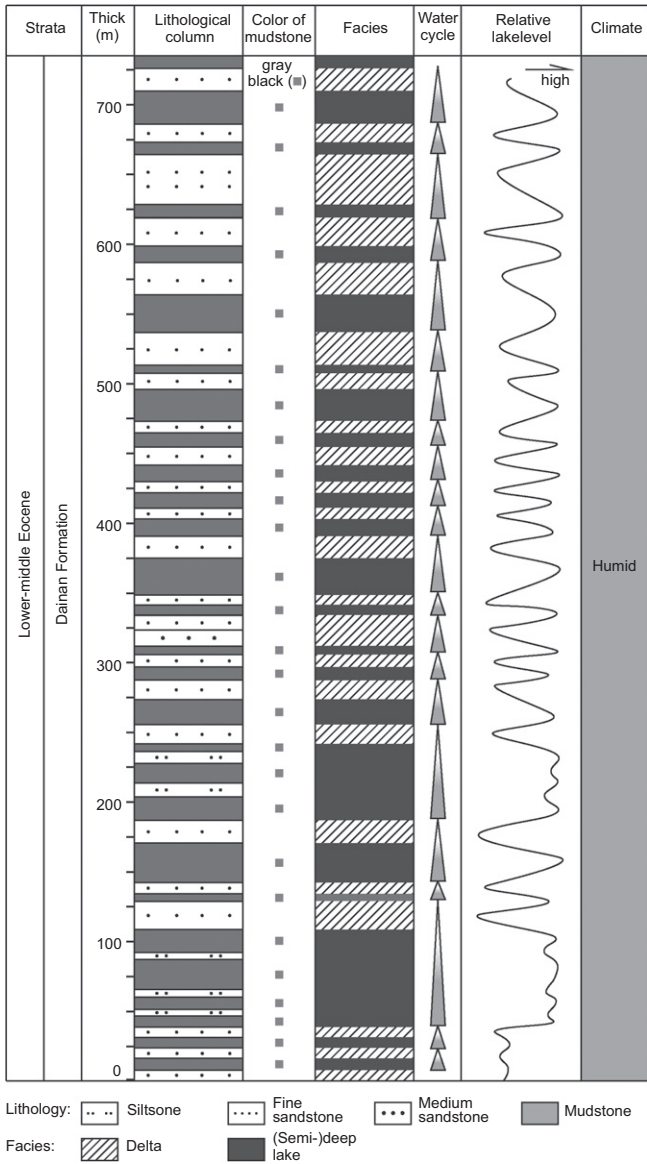 Strata
Thick
(m)
Lithological
column
Color of
mudstone
Facies
Water
cycle
Relative
lakelevel
Climate
gray
black (■)
high
700
600
500
400
300
200
100
0
Lower-middle Eocene
Dainan Formation
Humid
Lithology:
Siltsone
Fine
sandstone
Medium
sandstone
Mudstone
Facies:
Delta
(Semi-)deep
lake